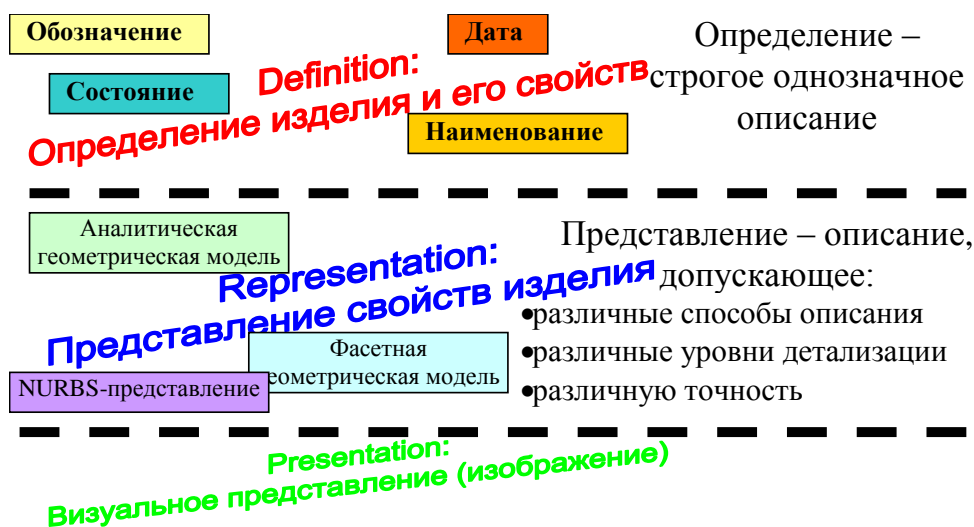 Обозначение
Дата
Состояние
Definition:
Определение изделия и его свойств
Наименование
Определение –
строгое однозначное
описание
Аналитическая
геометрическая модель
Representation:
Представление свойств изделия
Фасетная
еометрическая модель
NURBS-представление
Представление – описание,
допускающее:
•различные способы описания
•различные уровни детализации
•различную точность
Presentation:
Визуальное представление (изображение)